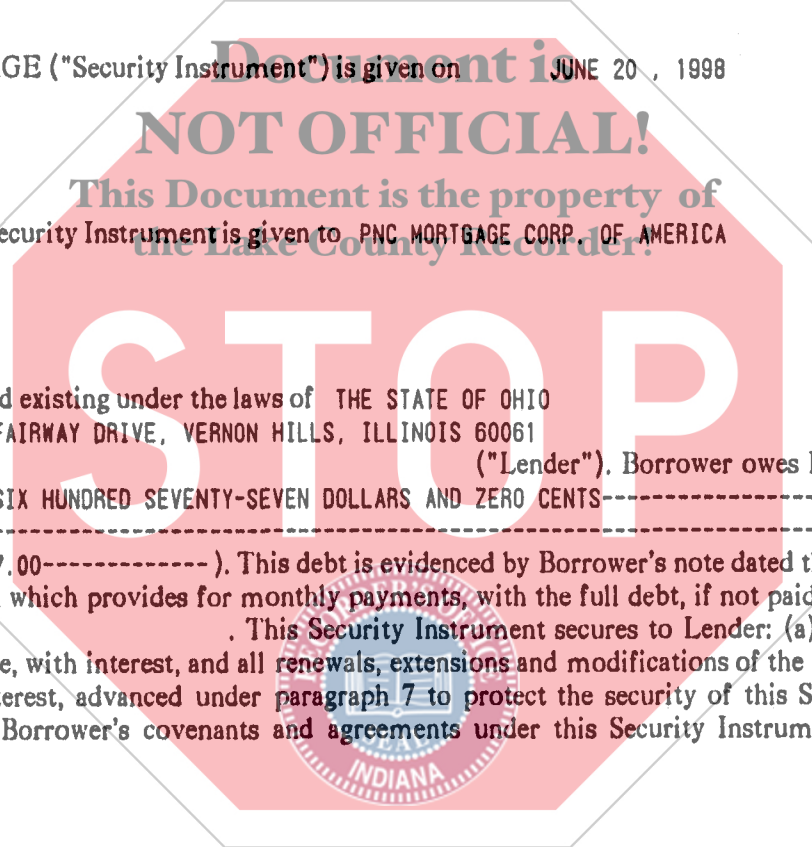 GE ("Security Instrument") is given on JUNE 20 , 1998
Document is
NOT OFFICIAL!
This Document is the property of
the Lake County Recorder!
ecurity Instrument is given to PNC MORTGAGE CORP. OF AMERICA
STOP
d existing under the laws of THE STATE OF OHIO
FAIRWAY DRIVE, VERNON HILLS, ILLINOIS 60061
("Lender"). Borrower owes
SIX HUNDRED SEVENTY-SEVEN DOLLARS AND ZERO CENTS------------------
------------------------------------------------------------------------
7.00------------- ). This debt is evidenced by Borrower's note dated
which provides for monthly payments, with the full debt, if not paid
. This Security Instrument secures to Lender: (a)
e, with interest, and all renewals, extensions and modifications of the
terest, advanced under paragraph 7 to protect the security of this S
Borrower's covenants and agreements under this Security Instrum
RECORDER'S OFFICE
SEAL
INDIANA